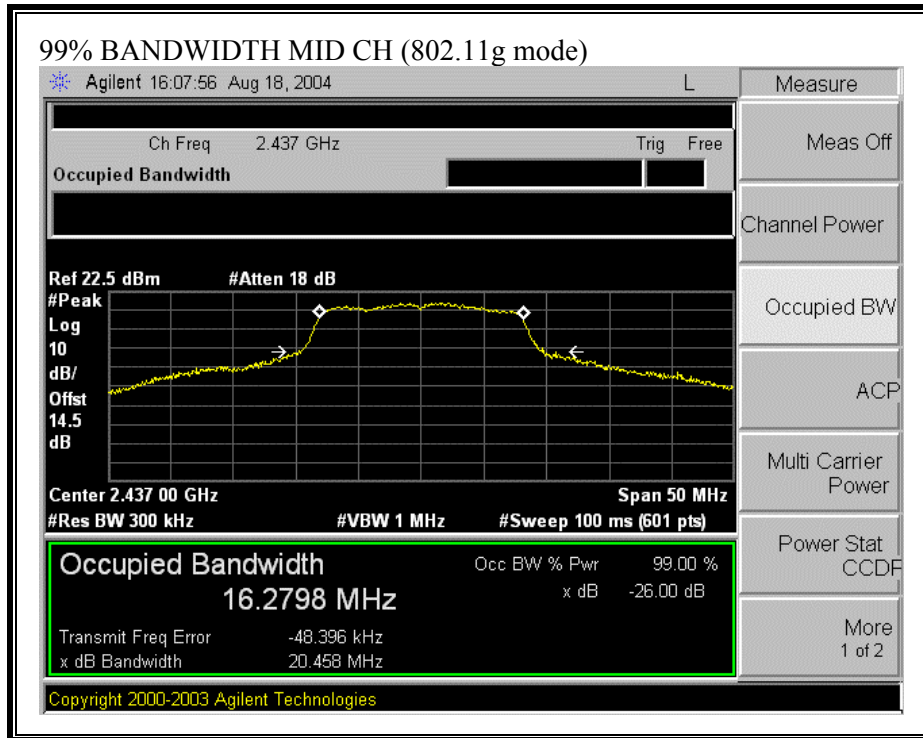 99% BANDWIDTH MID CH (802.11g mode)
Agilent 16:07:56 Aug 18, 2004 L
Measure
Ch Freq 2.437 GHz Trig Free
Occupied Bandwidth
Meas Off
Channel Power
Occupied BW
ACP
Multi Carrier
Power
Power Stat
CCDF
More
1 of 2
Ref 22.5 dBm #Atten 18 dB
#Peak
Log
10
dB/
Offst
14.5
dB
Center 2.437 00 GHz Span 50 MHz
#Res BW 300 kHz #VBW 1 MHz #Sweep 100 ms (601 pts)
Occupied Bandwidth
16.2798 MHz
Occ BW % Pwr 99.00 %
x dB -26.00 dB
Transmit Freq Error -48.396 kHz
x dB Bandwidth 20.458 MHz
Copyright 2000-2003 Agilent Technologies